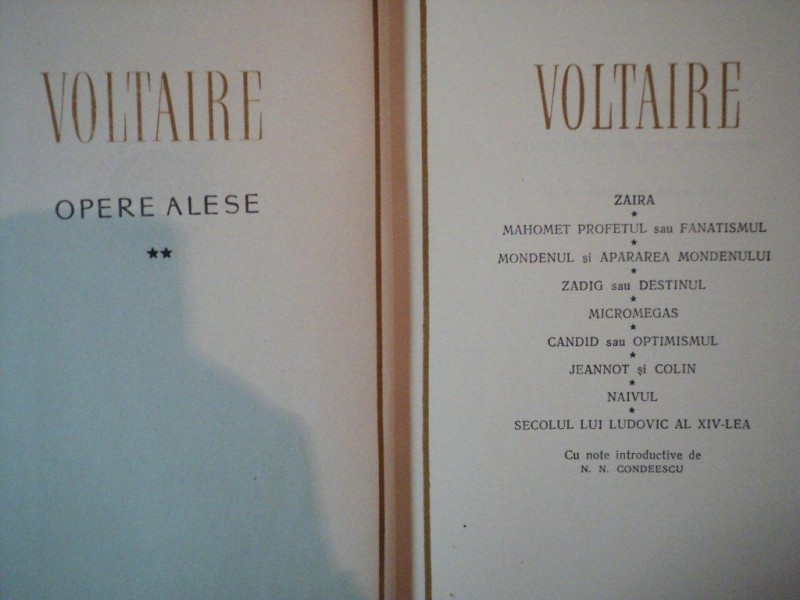 VOLTAIRE
OPERE ALESE
★★
VOLTAIRE
ZAIRA
★
MAHOMET PROFETUL sau FANATISMUL
★
MONDENUL și APARAREA MONDENULUI
★
ZADIG sau DESTINUL
★
MICROMEGAS
★
CANDID sau OPTIMISMUL
★
JEANNOT și COLIN
★
NAIVUL
★
SECOLUL LUI LUDOVIC AL XIV-LEA
Cu note introductive de
N. N. CONDEESCU